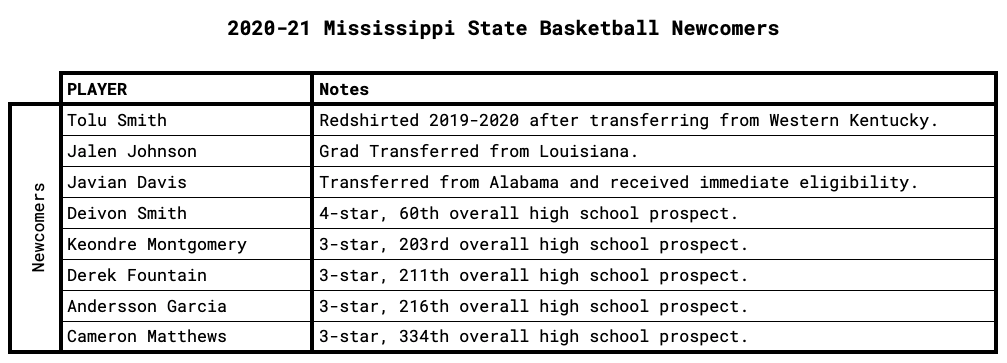 2020-21 Mississippi State Basketball Newcomers
PLAYER Notes
Newcomers
Tolu Smith Redshirted 2019-2020 after transferring from Western Kentucky.
Jalen Johnson Grad Transferred from Louisiana.
Javian Davis Transferred from Alabama and received immediate eligibility.
Deivon Smith 4-star, 60th overall high school prospect.
Keondre Montgomery 3-star, 203rd overall high school prospect.
Derek Fountain 3-star, 211th overall high school prospect.
Andersson Garcia 3-star, 216th overall high school prospect.
Cameron Matthews 3-star, 334th overall high school prospect.